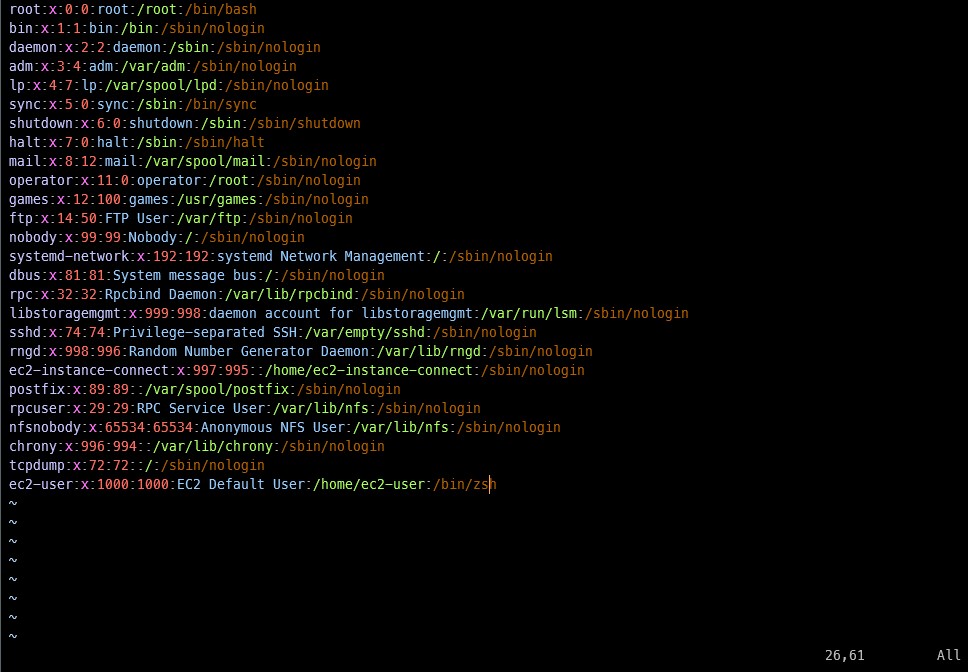 root:x:0:0:root:/root:/bin/bash
bin:x:1:1:bin:/bin:/sbin/nologin
daemon:x:2:2:daemon:/sbin:/sbin/nologin
adm:x:3:4:adm:/var/adm:/sbin/nologin
lp:x:4:7:lp:/var/spool/lpd:/sbin/nologin
sync:x:5:0:sync:/sbin:/bin/sync
shutdown:x:6:0:shutdown:/sbin:/sbin/shutdown
halt:x:7:0:halt:/sbin:/sbin/halt
mail:x:8:12:mail:/var/spool/mail:/sbin/nologin
operator:x:11:0:operator:/root:/sbin/nologin
games:x:12:100:games:/usr/games:/sbin/nologin
ftp:x:14:50:FTP User:/var/ftp:/sbin/nologin
nobody:x:99:99:Nobody:/:/sbin/nologin
systemd-network:x:192:192:systemd Network Management:/:/sbin/nologin
dbus:x:81:81:System message bus:/:/sbin/nologin
rpc:x:32:32:Rpcbind Daemon:/var/lib/rpcbind:/sbin/nologin
libstoragemgmt:x:999:998:daemon account for libstoragemgmt:/var/run/lsm:/sbin/nologin
sshd:x:74:74:Privilege-separated SSH:/var/empty/sshd:/sbin/nologin
rngd:x:998:996:Random Number Generator Daemon:/var/lib/rngd:/sbin/nologin
ec2-instance-connect:x:997:995::/home/ec2-instance-connect:/sbin/nologin
postfix:x:89:89::/var/spool/postfix:/sbin/nologin
rpcuser:x:29:29:RPC Service User:/var/lib/nfs:/sbin/nologin
nfsnobody:x:65534:65534:Anonymous NFS User:/var/lib/nfs:/sbin/nologin
chrony:x:996:994::/var/lib/chrony:/sbin/nologin
tcpdump:x:72:72::/:/sbin/nologin
ec2-user:x:1000:1000:EC2 Default User:/home/ec2-user:/bin/zsh
~
~
~
~
~
~
~
~
26,61 All